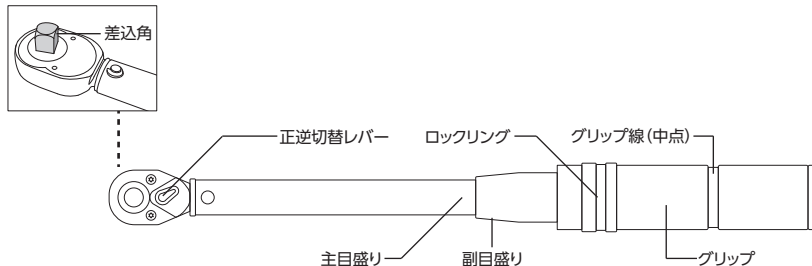 差込角
正逆切替レバー
ロックリング
グリップ線（中点）
主目盛り
副目盛り
グリップ